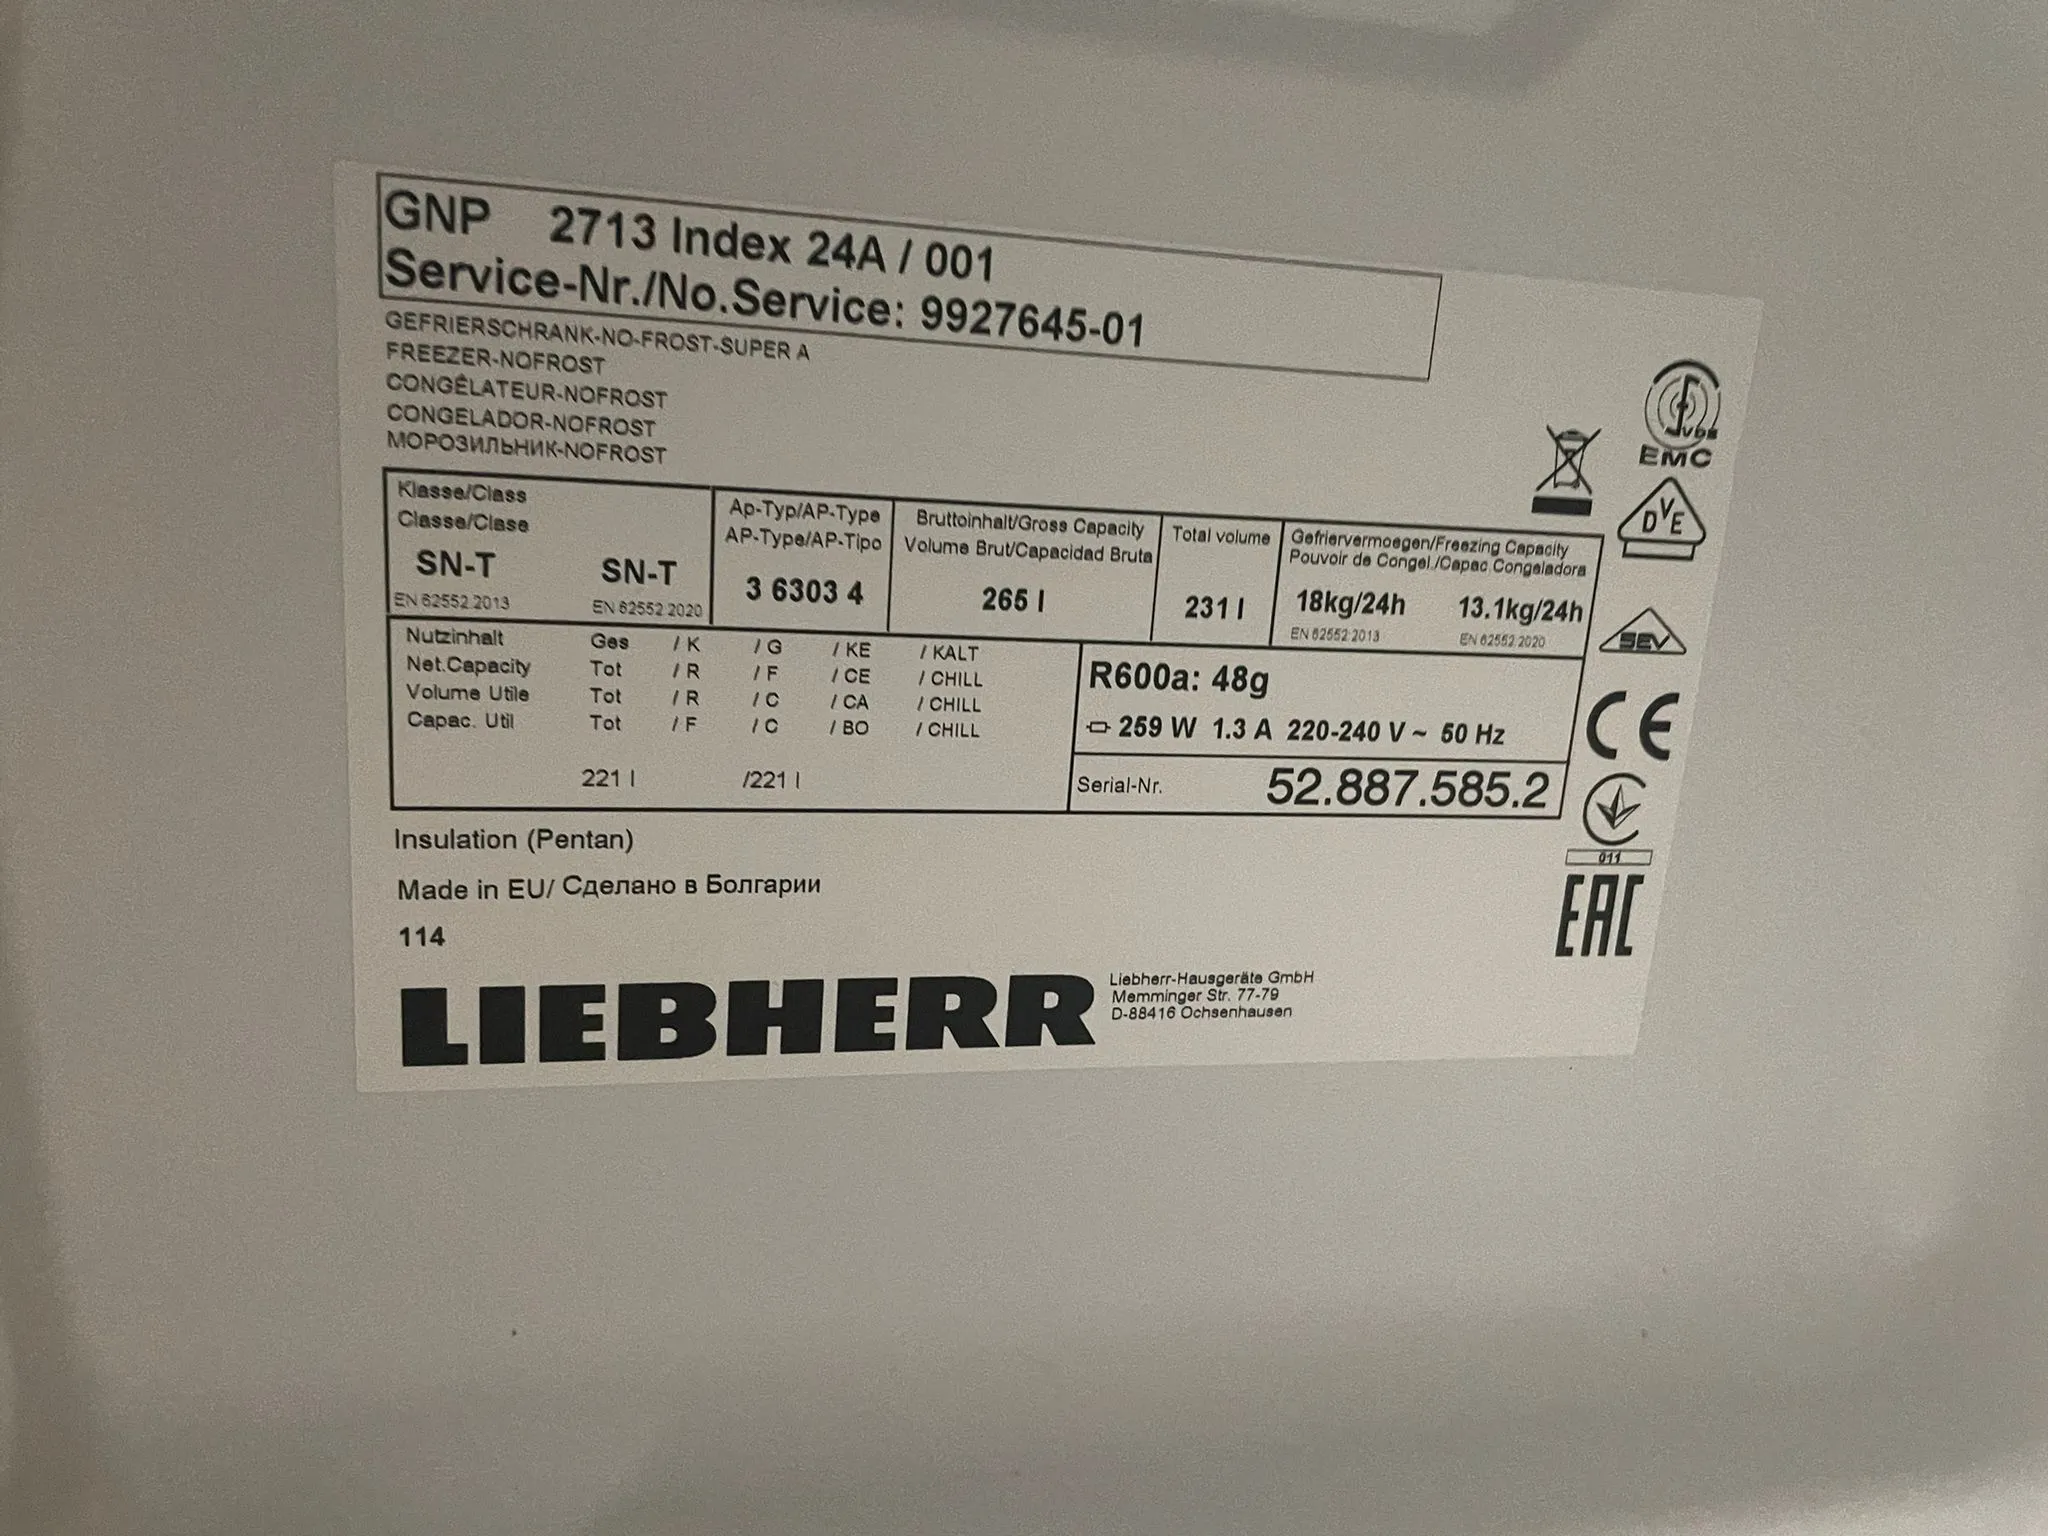 GNP 2713 Index 24A / 001
Service-Nr./No.Service: 9927645-01
GEFRIERSCHRANK-NO-FROST-SUPER A
FREEZER-NOFROST
CONGÉLATEUR-NOFROST
CONGELADOR-NOFROST
МОРОЗИЛЬНИК-NOFROST
VDE
EMC
DVE
Klasse/Class
Classe/Clase
SN-T SN-T
EN 62552:2013 EN 62552:2020
Ap-Typ/AP-Type
AP-Type/AP-Tipo
3 6303 4
Bruttoinhalt/Gross Capacity
Volume Brut/Capacidad Bruta
265 l
Total volume
231 l
Gefriervermoegen/Freezing Capacity
Pouvoir de Congel./Capac.Congeladora
18kg/24h 13.1kg/24h
EN 62552:2013 EN 62552:2020
SEV
Nutzinhalt Ges / K / G / KE / KALT
Net.Capacity Tot / R / F / CE / CHILL
Volume Utile Tot / R / C / CA / CHILL
Capac. Util Tot / F / C / BO / CHILL
221 l /221 l
R600a: 48g
259 W 1.3 A 220-240 V ~ 50 Hz
Serial-Nr. 52.887.585.2
CE
011
EAC
Insulation (Pentan)
Made in EU/ Сделано в Болгарии
114
LIEBHERR
Liebherr-Hausgeräte GmbH
Memminger Str. 77-79
D-88416 Ochsenhausen